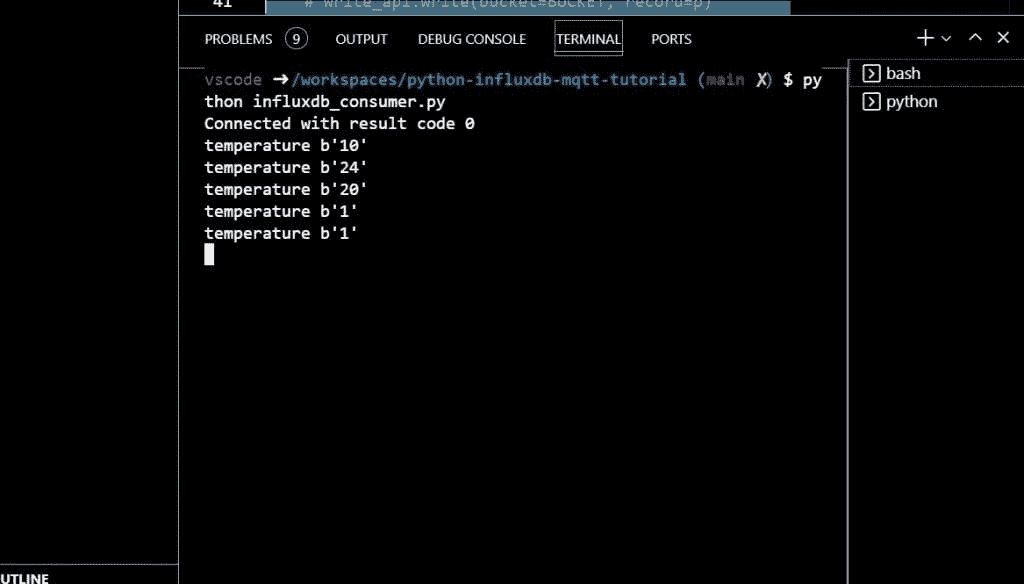 41 # write_api.write(bucket=BUCKET, record=p)
PROBLEMS 9 OUTPUT DEBUG CONSOLE TERMINAL PORTS
vscode ➜ /workspaces/python-influxdb-mqtt-tutorial (main ✗) $ py
thon influxdb_consumer.py
Connected with result code 0
temperature b'10'
temperature b'24'
temperature b'20'
temperature b'1'
temperature b'1'
bash
python
UTLINE